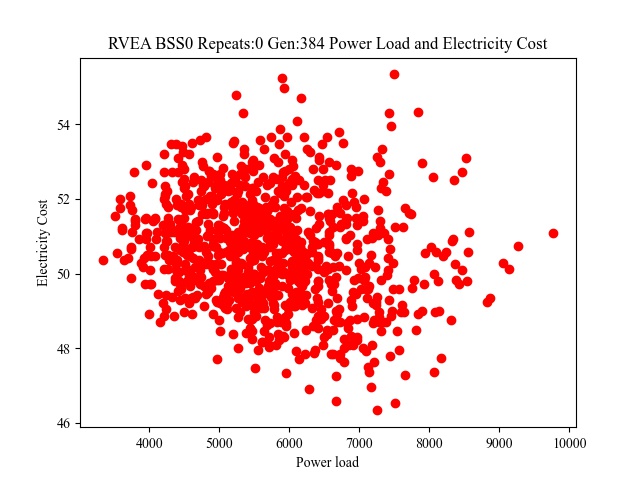 RVEA BSS0 Repeats:0 Gen:384 Power Load and Electricity Cost
Electricity Cost
54
52
50
48
46
4000 5000 6000 7000 8000 9000 10000
Power load